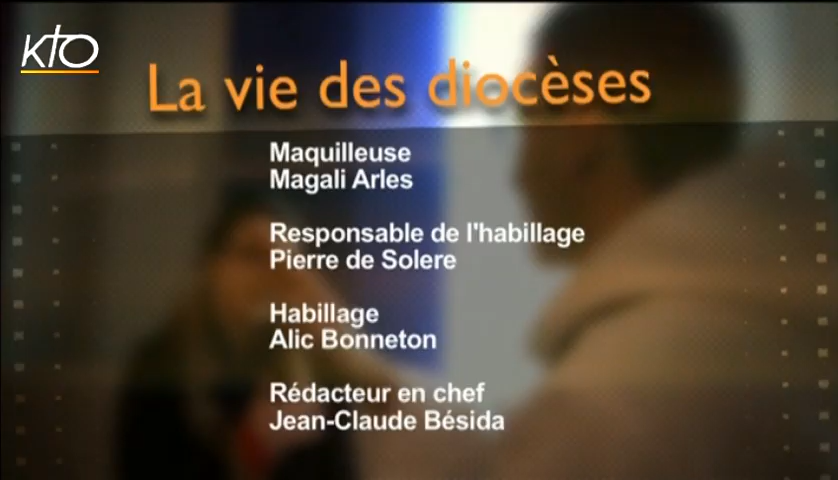 KTO
La vie des diocèses
Maquilleuse
Magali Arles
Responsable de l'habillage
Pierre de Solere
Habillage
Alic Bonneton
Rédacteur en chef
Jean-Claude Bésida